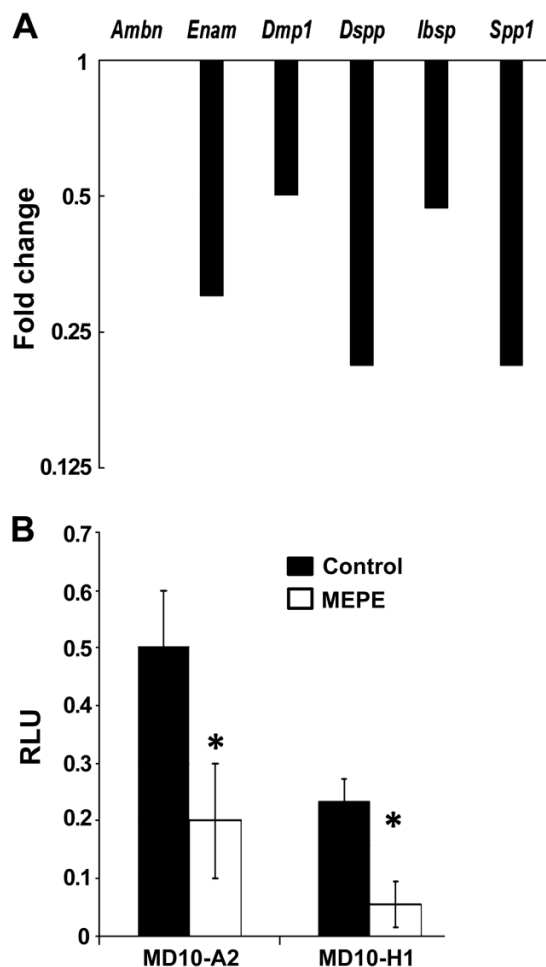 A
Ambn Enam Dmp1 Dspp Ibsp Spp1
1
0.5
0.25
0.125
Fold change
B
0.7
0.6
0.5
0.4
0.3
0.2
0.1
0
RLU
Control
MEPE
*
*
MD10-A2 MD10-H1